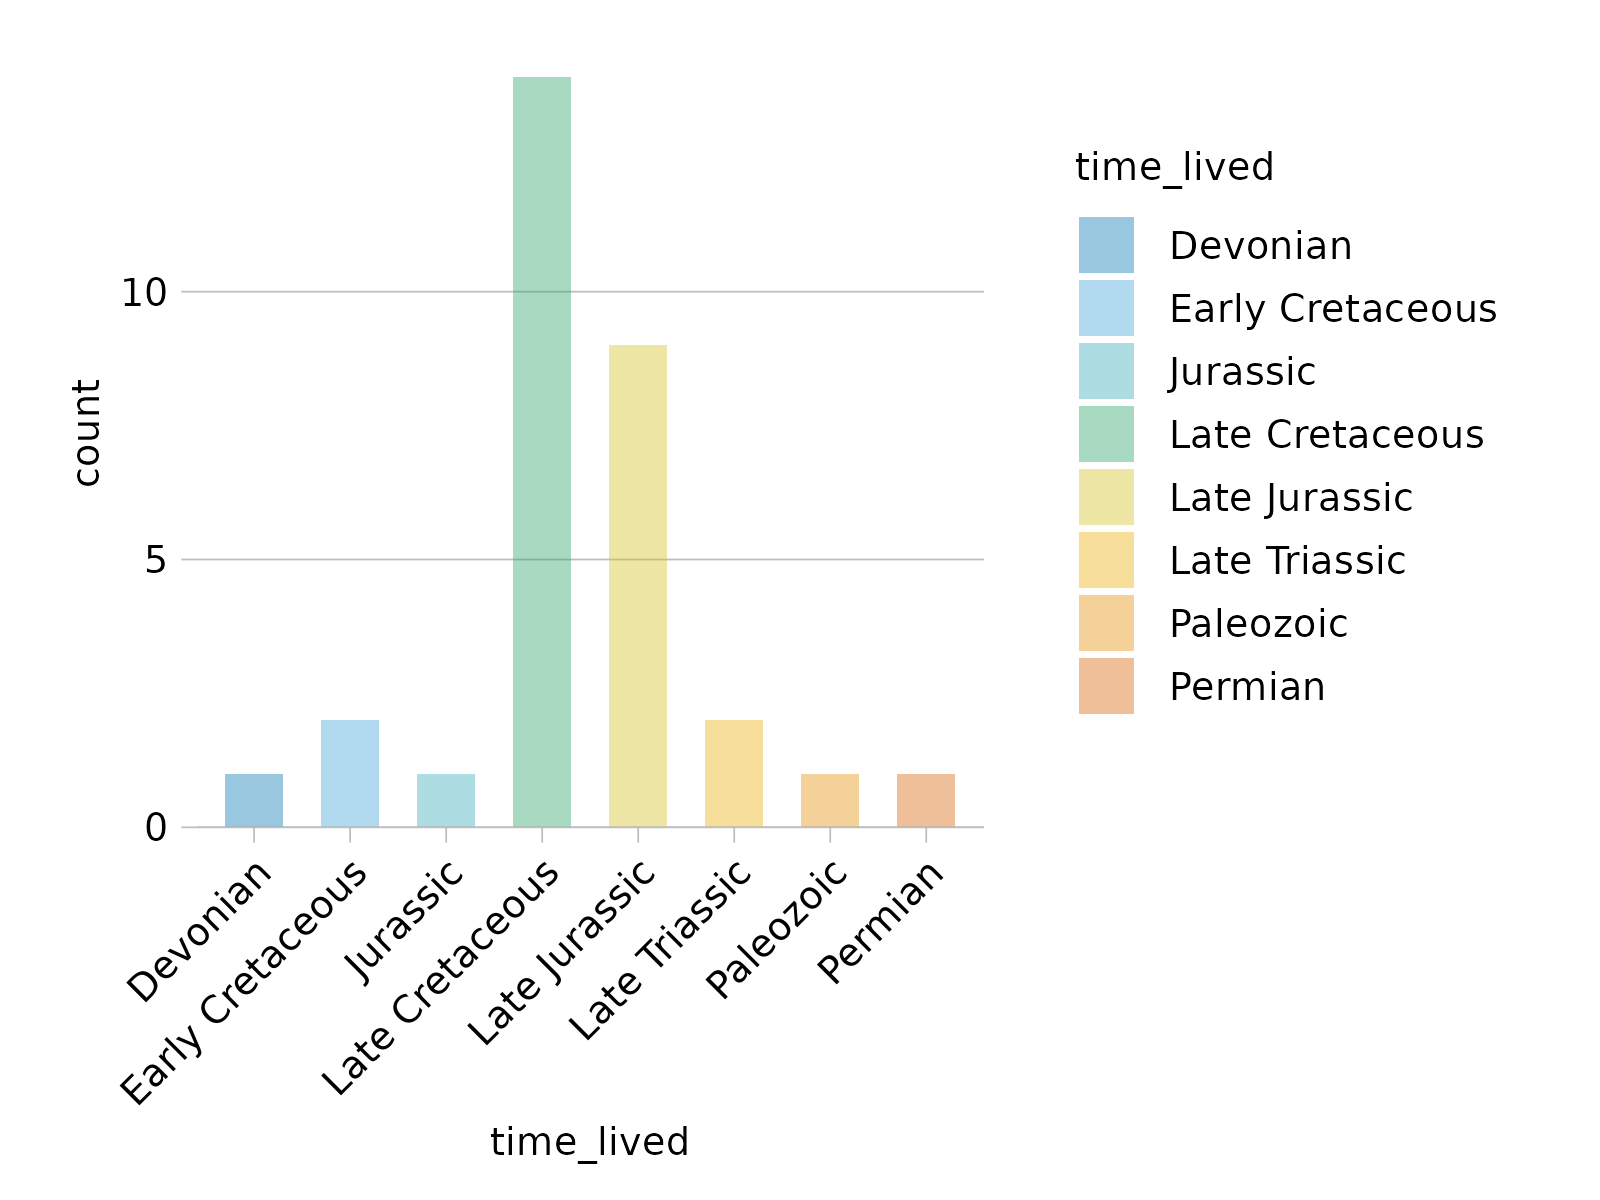 10
5
0
count
Devonian
Early Cretaceous
Jurassic
Late Cretaceous
Late Jurassic
Late Triassic
Paleozoic
Permian
time_lived
time_lived
Devonian
Early Cretaceous
Jurassic
Late Cretaceous
Late Jurassic
Late Triassic
Paleozoic
Permian